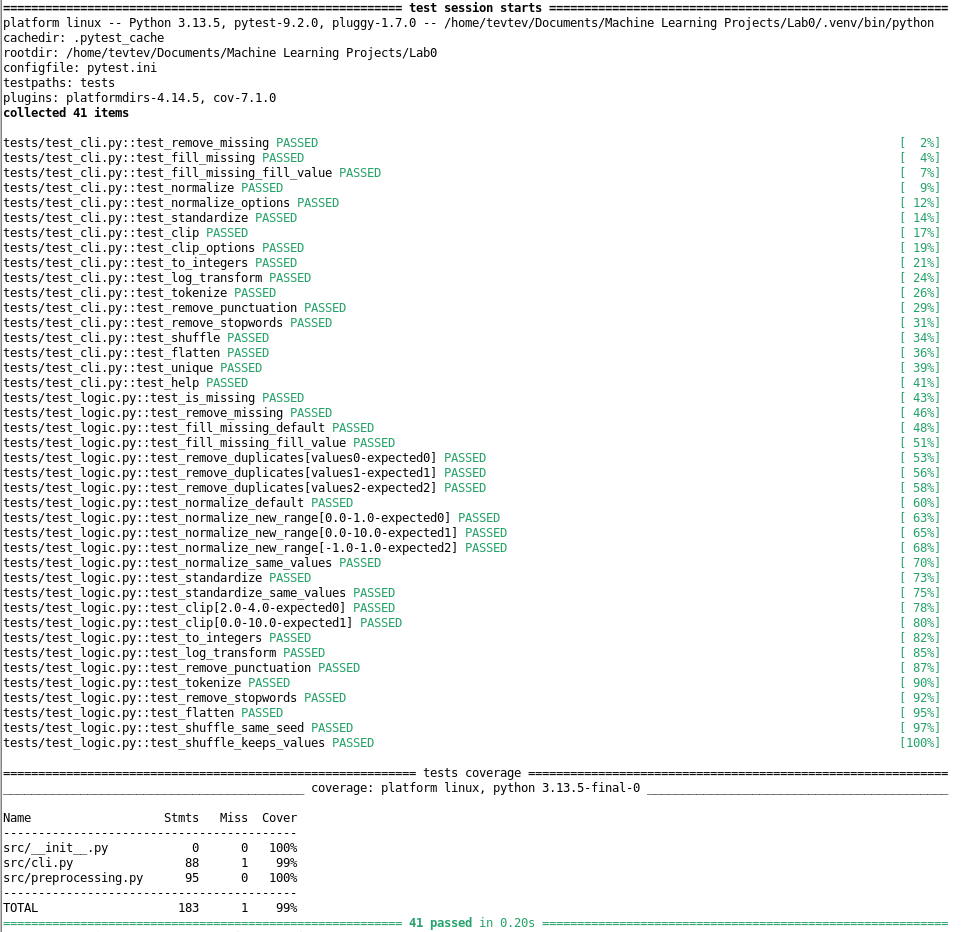 ========================================================= test session starts =========================================================
platform linux -- Python 3.13.5, pytest-9.2.0, pluggy-1.7.0 -- /home/tevtev/Documents/Machine Learning Projects/Lab0/.venv/bin/python
cachedir: .pytest_cache
rootdir: /home/tevtev/Documents/Machine Learning Projects/Lab0
configfile: pytest.ini
testpaths: tests
plugins: platformdirs-4.14.5, cov-7.1.0
collected 41 items

tests/test_cli.py::test_remove_missing PASSED [  2%]
tests/test_cli.py::test_fill_missing PASSED [  4%]
tests/test_cli.py::test_fill_missing_fill_value PASSED [  7%]
tests/test_cli.py::test_normalize PASSED [  9%]
tests/test_cli.py::test_normalize_options PASSED [ 12%]
tests/test_cli.py::test_standardize PASSED [ 14%]
tests/test_cli.py::test_clip PASSED [ 17%]
tests/test_cli.py::test_clip_options PASSED [ 19%]
tests/test_cli.py::test_to_integers PASSED [ 21%]
tests/test_cli.py::test_log_transform PASSED [ 24%]
tests/test_cli.py::test_tokenize PASSED [ 26%]
tests/test_cli.py::test_remove_punctuation PASSED [ 29%]
tests/test_cli.py::test_remove_stopwords PASSED [ 31%]
tests/test_cli.py::test_shuffle PASSED [ 34%]
tests/test_cli.py::test_flatten PASSED [ 36%]
tests/test_cli.py::test_unique PASSED [ 39%]
tests/test_cli.py::test_help PASSED [ 41%]
tests/test_logic.py::test_is_missing PASSED [ 43%]
tests/test_logic.py::test_remove_missing PASSED [ 46%]
tests/test_logic.py::test_fill_missing_default PASSED [ 48%]
tests/test_logic.py::test_fill_missing_fill_value PASSED [ 51%]
tests/test_logic.py::test_remove_duplicates[values0-expected0] PASSED [ 53%]
tests/test_logic.py::test_remove_duplicates[values1-expected1] PASSED [ 56%]
tests/test_logic.py::test_remove_duplicates[values2-expected2] PASSED [ 58%]
tests/test_logic.py::test_normalize_default PASSED [ 60%]
tests/test_logic.py::test_normalize_new_range[0.0-1.0-expected0] PASSED [ 63%]
tests/test_logic.py::test_normalize_new_range[0.0-10.0-expected1] PASSED [ 65%]
tests/test_logic.py::test_normalize_new_range[-1.0-1.0-expected2] PASSED [ 68%]
tests/test_logic.py::test_normalize_same_values PASSED [ 70%]
tests/test_logic.py::test_standardize PASSED [ 73%]
tests/test_logic.py::test_standardize_same_values PASSED [ 75%]
tests/test_logic.py::test_clip[2.0-4.0-expected0] PASSED [ 78%]
tests/test_logic.py::test_clip[0.0-10.0-expected1] PASSED [ 80%]
tests/test_logic.py::test_to_integers PASSED [ 82%]
tests/test_logic.py::test_log_transform PASSED [ 85%]
tests/test_logic.py::test_remove_punctuation PASSED [ 87%]
tests/test_logic.py::test_tokenize PASSED [ 90%]
tests/test_logic.py::test_remove_stopwords PASSED [ 92%]
tests/test_logic.py::test_flatten PASSED [ 95%]
tests/test_logic.py::test_shuffle_same_seed PASSED [ 97%]
tests/test_logic.py::test_shuffle_keeps_values PASSED [100%]

=========================================================== tests coverage ============================================================
___________________________________________ coverage: platform linux, python 3.13.5-final-0 ___________________________________________

Name                   Stmts   Miss  Cover
------------------------------------------
src/__init__.py            0      0   100%
src/cli.py                88      1    99%
src/preprocessing.py      95      0   100%
------------------------------------------
TOTAL                    183      1    99%
========================================================= 41 passed in 0.20s ==========================================================